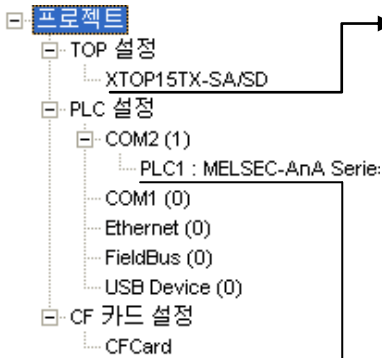 프로젝트
TOP 설정
XTOP15TX-SA/SD
PLC 설정
COM2 (1)
PLC1 : MELSEC-AnA Series
COM1 (0)
Ethernet (0)
FieldBus (0)
USB Device (0)
CF 카드 설정
CFCard